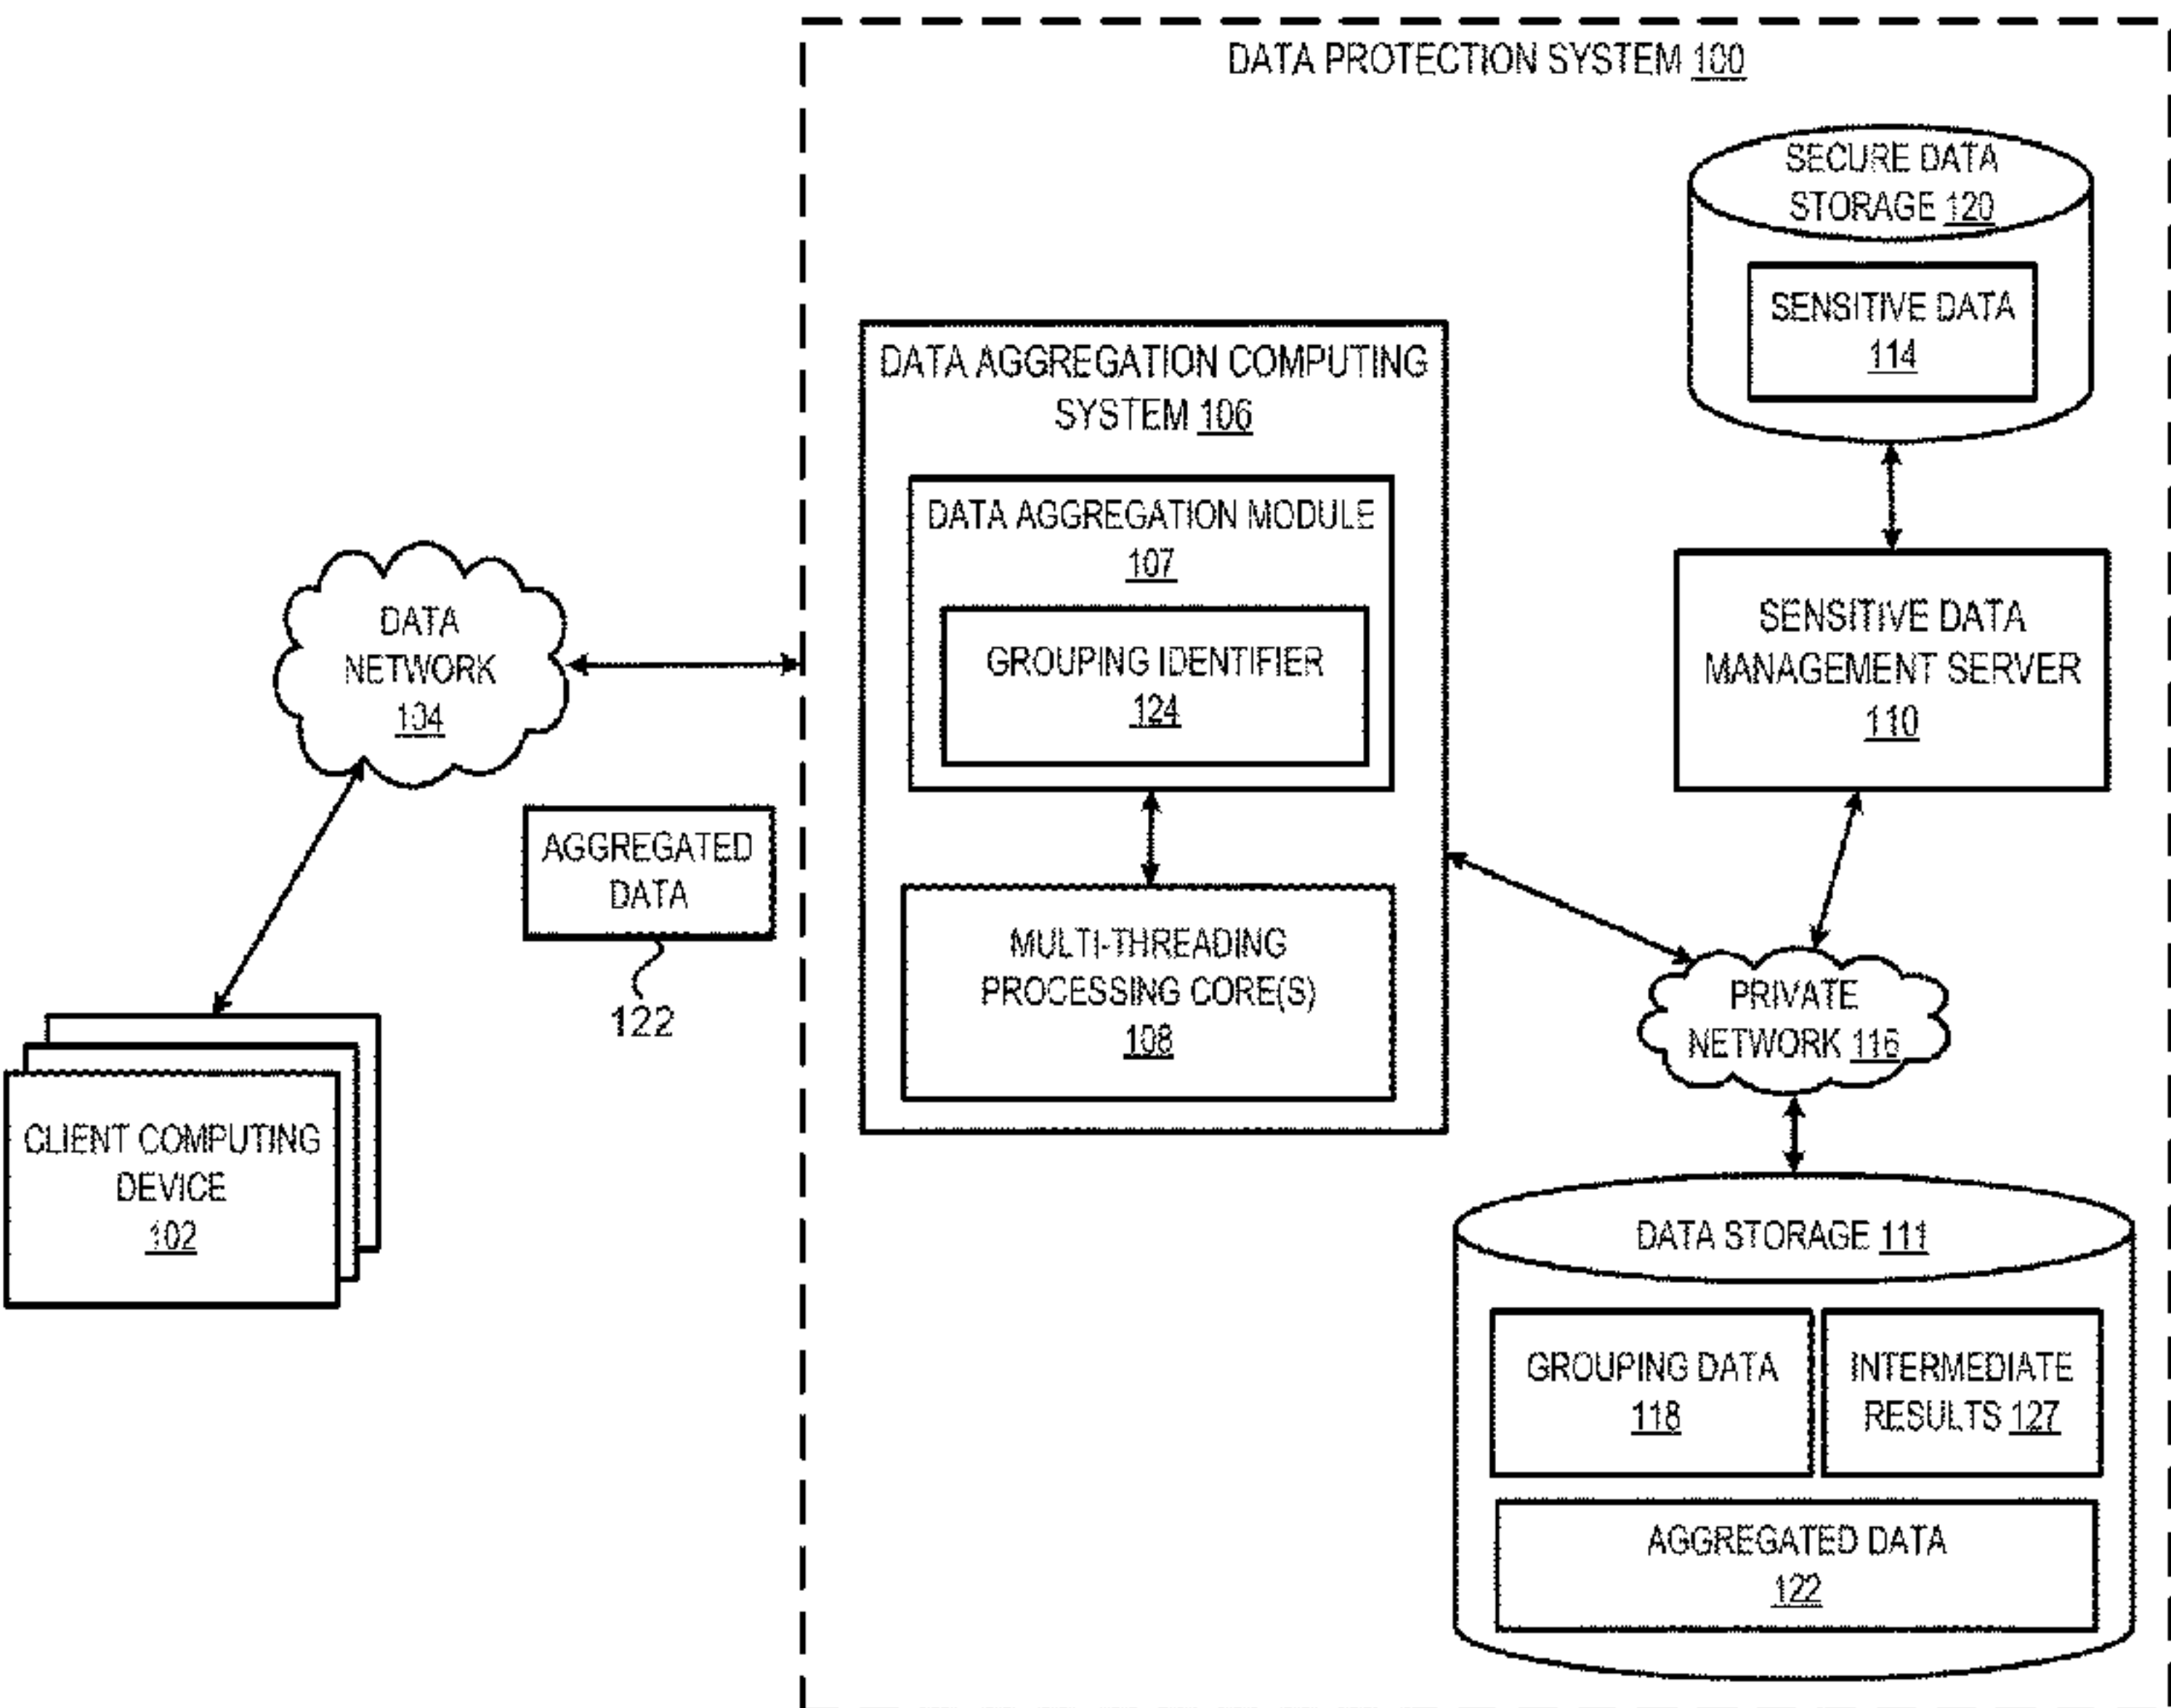 DATA PROTECTION SYSTEM 100
SECURE DATA
STORAGE 120
SENSITIVE DATA
114
DATA AGGREGATION COMPUTING
SYSTEM 106
DATA AGGREGATION MODULE
107
GROUPING IDENTIFIER
124
MULTI-THREADING
PROCESSING CORE(S)
108
SENSITIVE DATA
MANAGEMENT SERVER
110
DATA
NETWORK
104
AGGREGATED
DATA
122
CLIENT COMPUTING
DEVICE
102
PRIVATE
NETWORK 116
DATA STORAGE 111
GROUPING DATA
118
INTERMEDIATE
RESULTS 127
AGGREGATED DATA
122